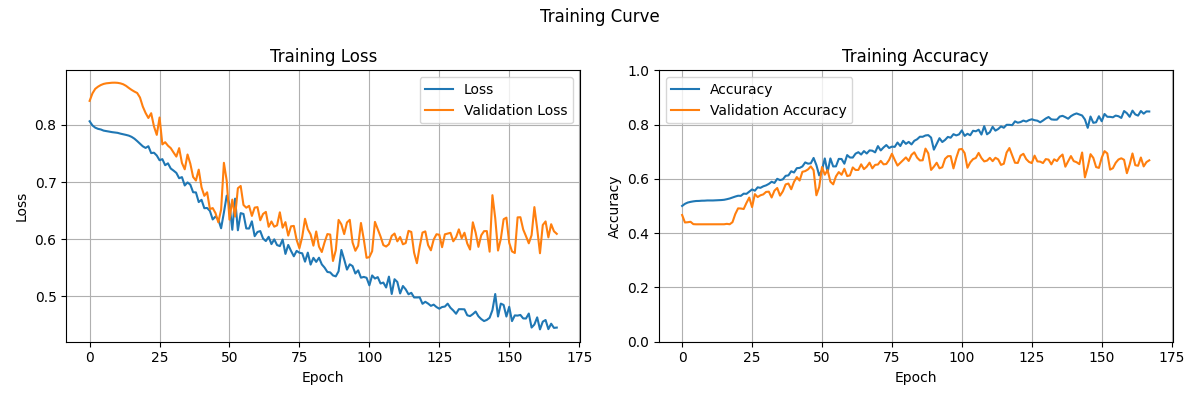 Training Curve
Training Loss
Loss
Validation Loss
0.8
0.7
0.6
0.5
Loss
0
25
50
75
100
125
150
175
Epoch
Training Accuracy
Accuracy
Validation Accuracy
1.0
0.8
0.6
0.4
0.2
0.0
Accuracy
0
25
50
75
100
125
150
175
Epoch